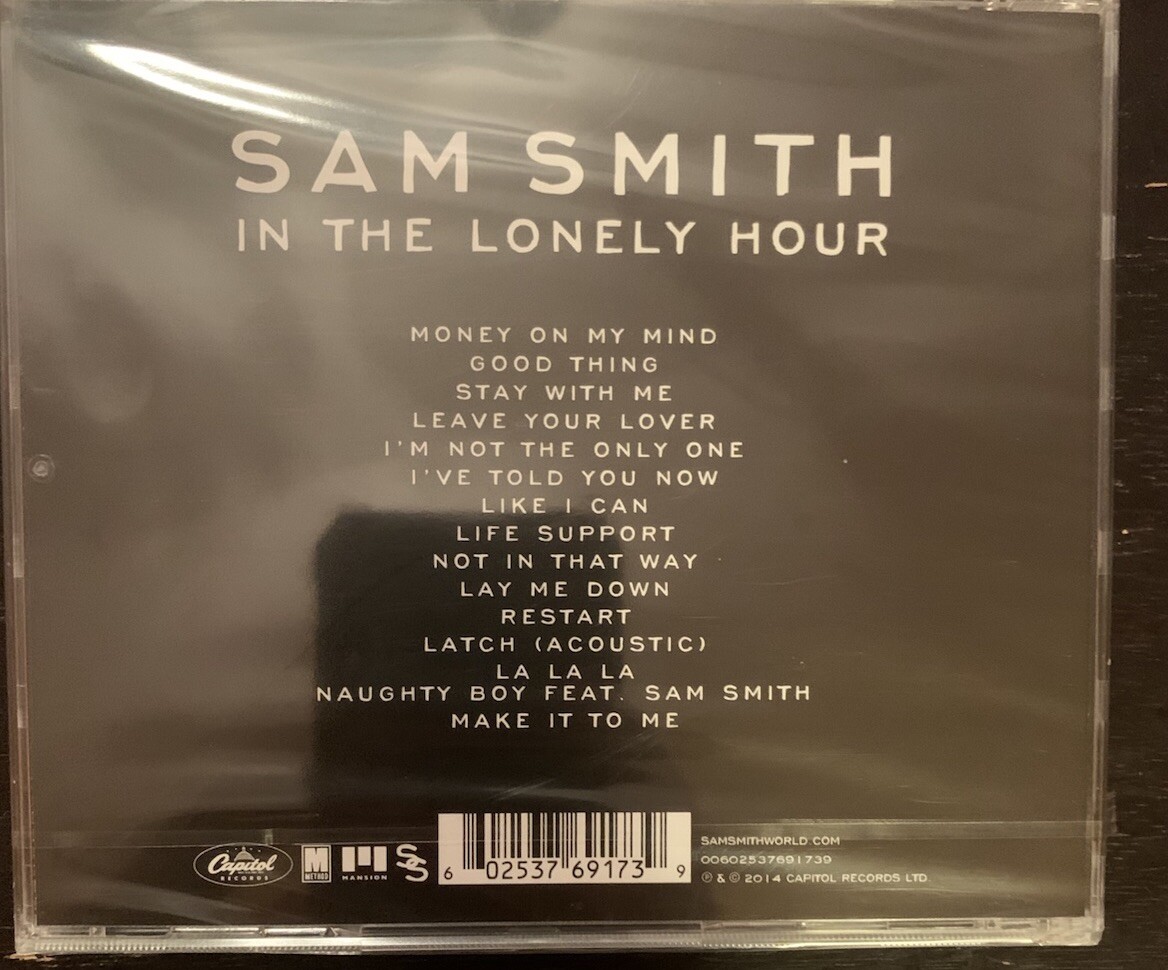 SAM SMITH
IN THE LONELY HOUR
MONEY ON MY MIND
GOOD THING
STAY WITH ME
LEAVE YOUR LOVER
I'M NOT THE ONLY ONE
I'VE TOLD YOU NOW
LIKE I CAN
LIFE SUPPORT
NOT IN THAT WAY
LAY ME DOWN
RESTART
LATCH (ACOUSTIC)
LA LA LA
NAUGHTY BOY FEAT. SAM SMITH
MAKE IT TO ME
Capitol
RECORDS
M
METHOD
MANSION
SS
6 02537 69173 9
SAMSMITHWORLD.COM
00602537691739
℗ & © 2014 CAPITOL RECORDS LTD.